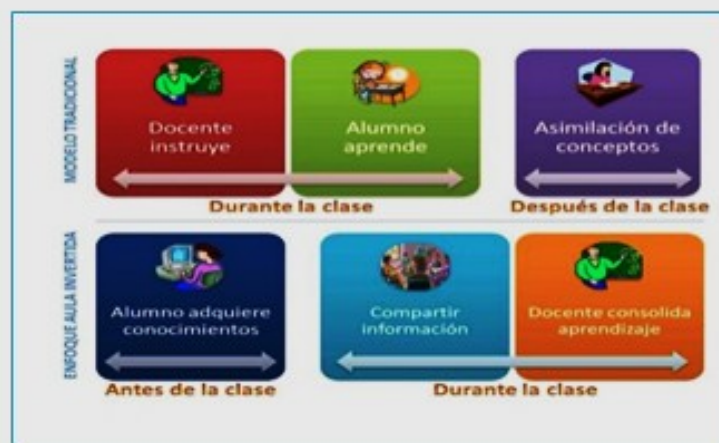 MODELO TRADICIONAL
Docente
instruye
Alumno
aprende
Asimilación de
conceptos
Durante la clase
Después de la clase
ENFOQUE AULA INVERTIDA
Alumno adquiere
conocimientos
Compartir
información
Docente consolida
aprendizaje
Antes de la clase
Durante la clase